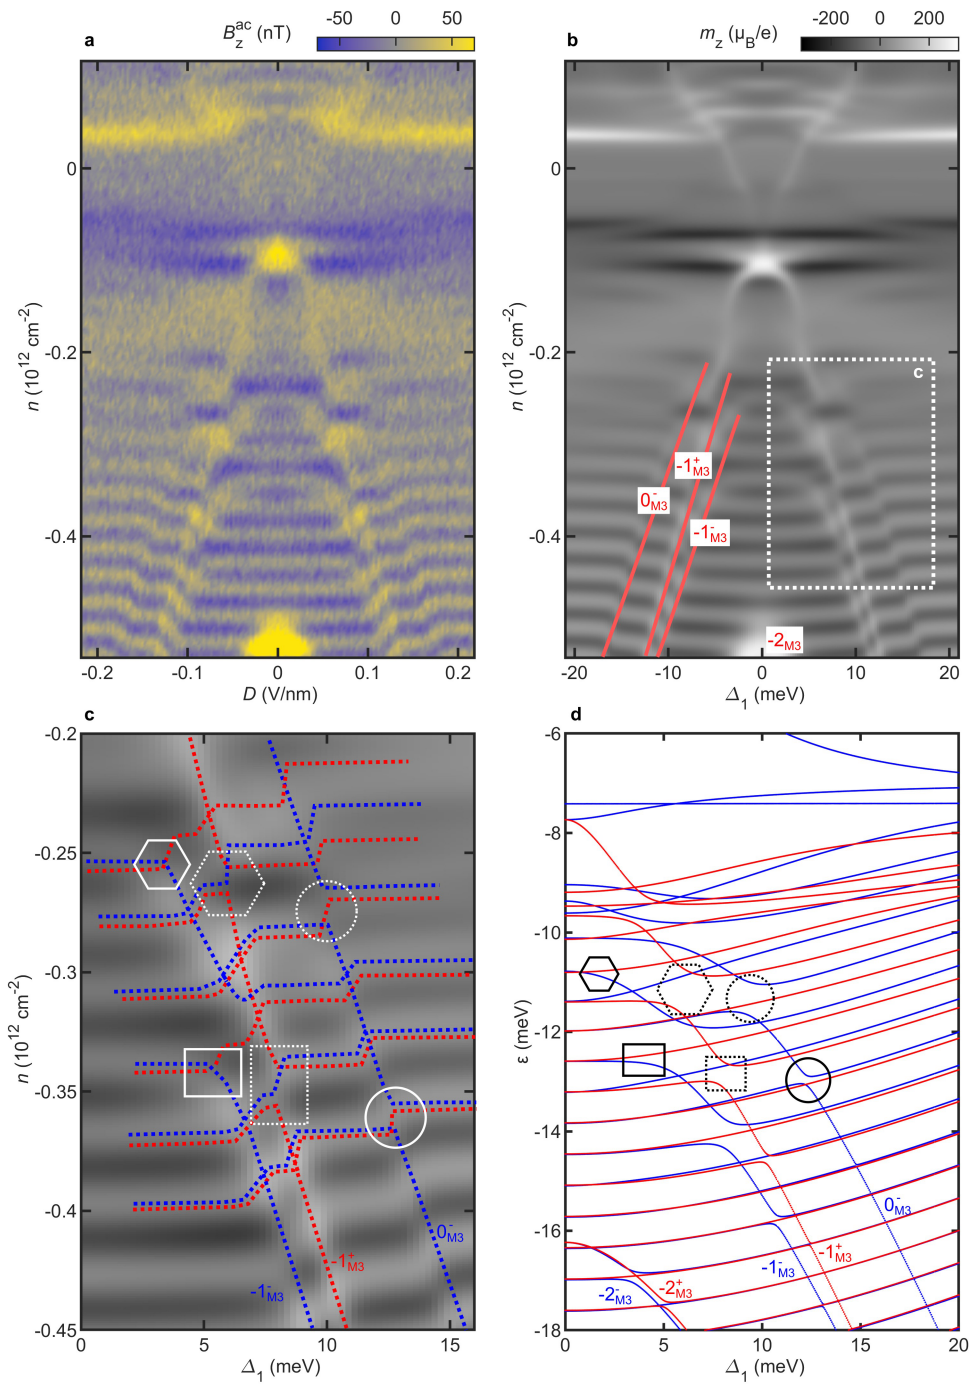 a
B_z^ac (nT)
-50 0 50
b
m_z (μ_B/e)
-200 0 200
0
-0.2
-0.4
n (10^12 cm^-2)
-0.2 -0.1 0 0.1 0.2
D (V/nm)
0
-0.2
-0.4
n (10^12 cm^-2)
c
-1^+_M3
0^-_M3
-1^-_M3
-2_M3
-20 -10 0 10 20
Δ_1 (meV)
c
-0.2
-0.25
-0.3
-0.35
-0.4
-0.45
n (10^12 cm^-2)
0^-_M3
-1^+_M3
-1^-_M3
0 5 10 15
Δ_1 (meV)
d
-6
-8
-10
-12
-14
-16
-18
ε (meV)
0^-_M3
-1^+_M3
-1^-_M3
-2^+_M3
-2^-_M3
0 5 10 15 20
Δ_1 (meV)